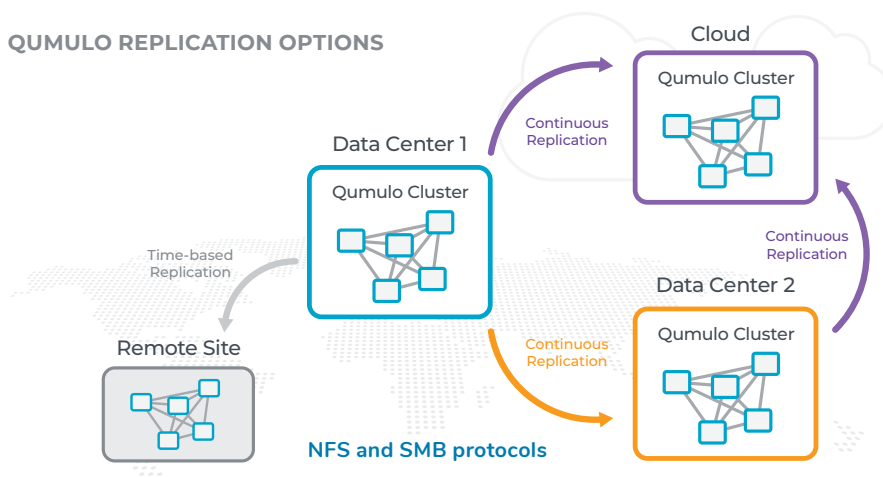 QUMULO REPLICATION OPTIONS
Cloud
Qumulo Cluster
Continuous
Replication
Data Center 1
Qumulo Cluster
Time-based
Replication
Continuous
Replication
Data Center 2
Qumulo Cluster
Continuous
Replication
Remote Site
NFS and SMB protocols